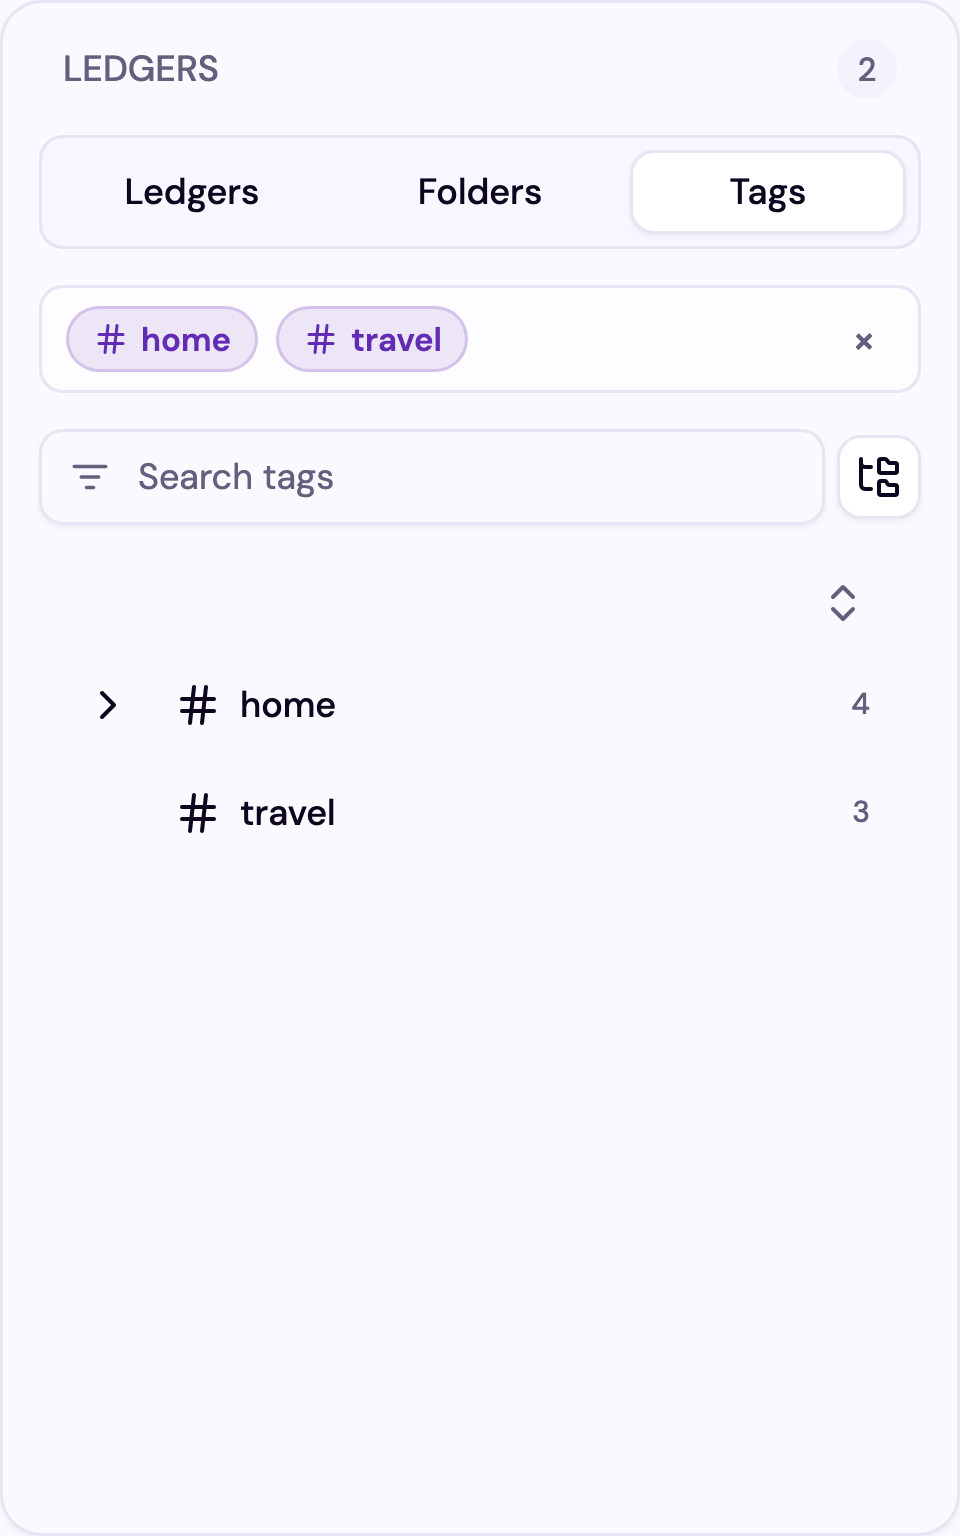 LEDGERS 2
Ledgers Folders Tags
# home # travel ×
Search tags
# home 4
# travel 3